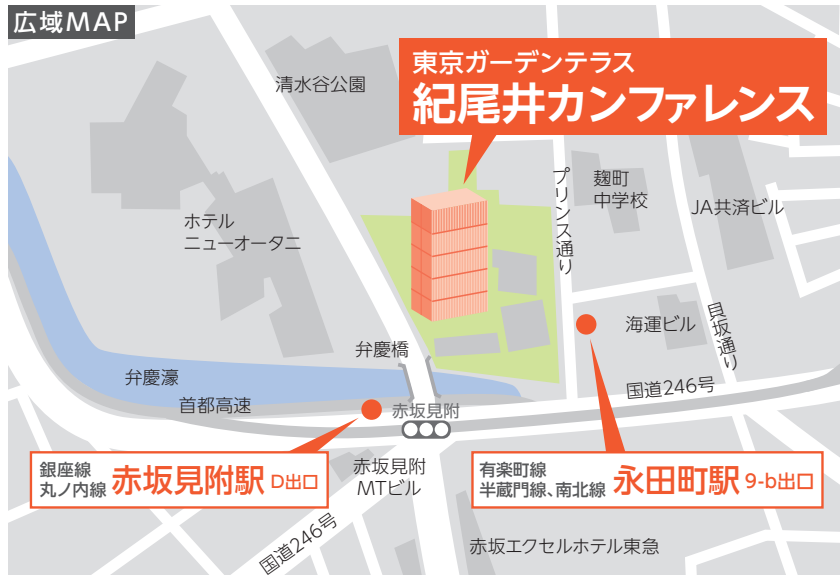 広域MAP
東京ガーデンテラス
紀尾井カンファレンス
清水谷公園
プリンス通り
麹町
中学校
JA共済ビル
ホテル
ニューオータニ
海運ビル
貝坂通り
弁慶橋
弁慶濠
首都高速
赤坂見附
国道246号
銀座線
丸ノ内線
赤坂見附駅 D出口
赤坂見附
MTビル
有楽町線
半蔵門線、南北線
永田町駅 9-b出口
国道246号
赤坂エクセルホテル東急